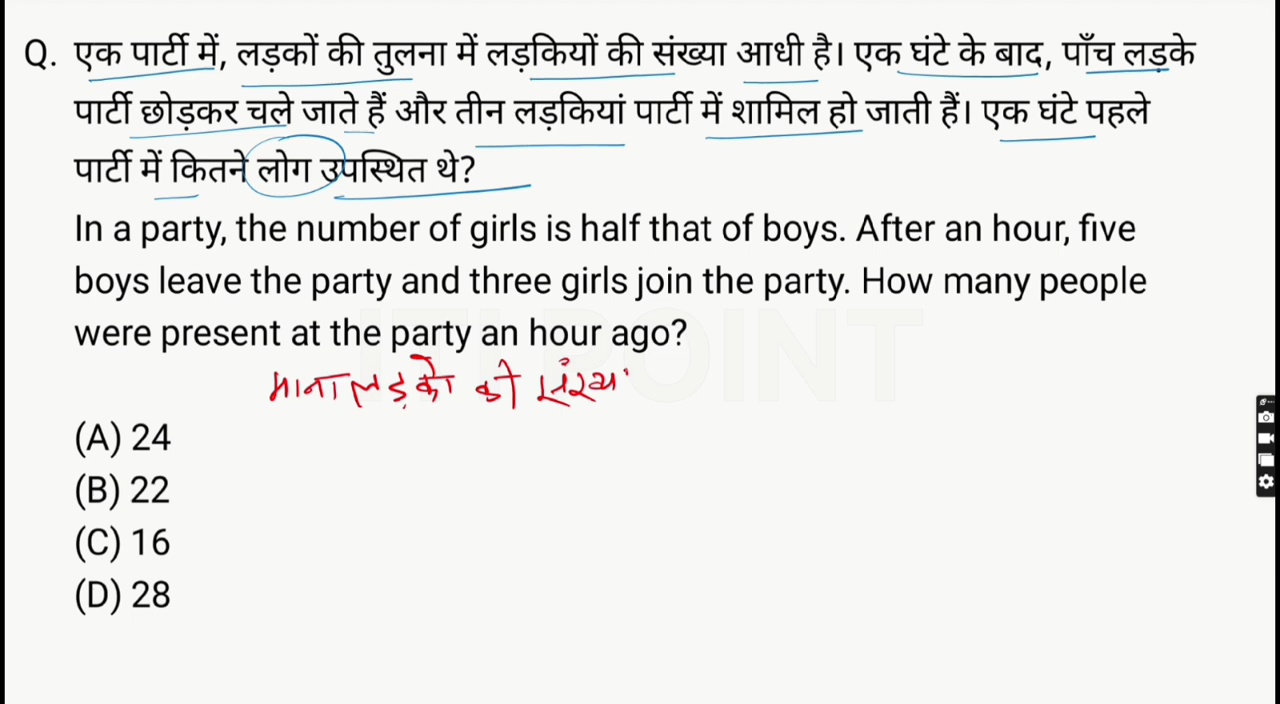 Q. एक पार्टी में, लड़कों की तुलना में लड़कियों की संख्या आधी है। एक घंटे के बाद, पाँच लड़के
पार्टी छोड़कर चले जाते हैं और तीन लड़कियां पार्टी में शामिल हो जाती हैं। एक घंटे पहले
पार्टी में कितने लोग उपस्थित थे?
In a party, the number of girls is half that of boys. After an hour, five
boys leave the party and three girls join the party. How many people
were present at the party an hour ago?
ITI POINT
माना लड़को की संख्या
(A) 24
(B) 22
(C) 16
(D) 28